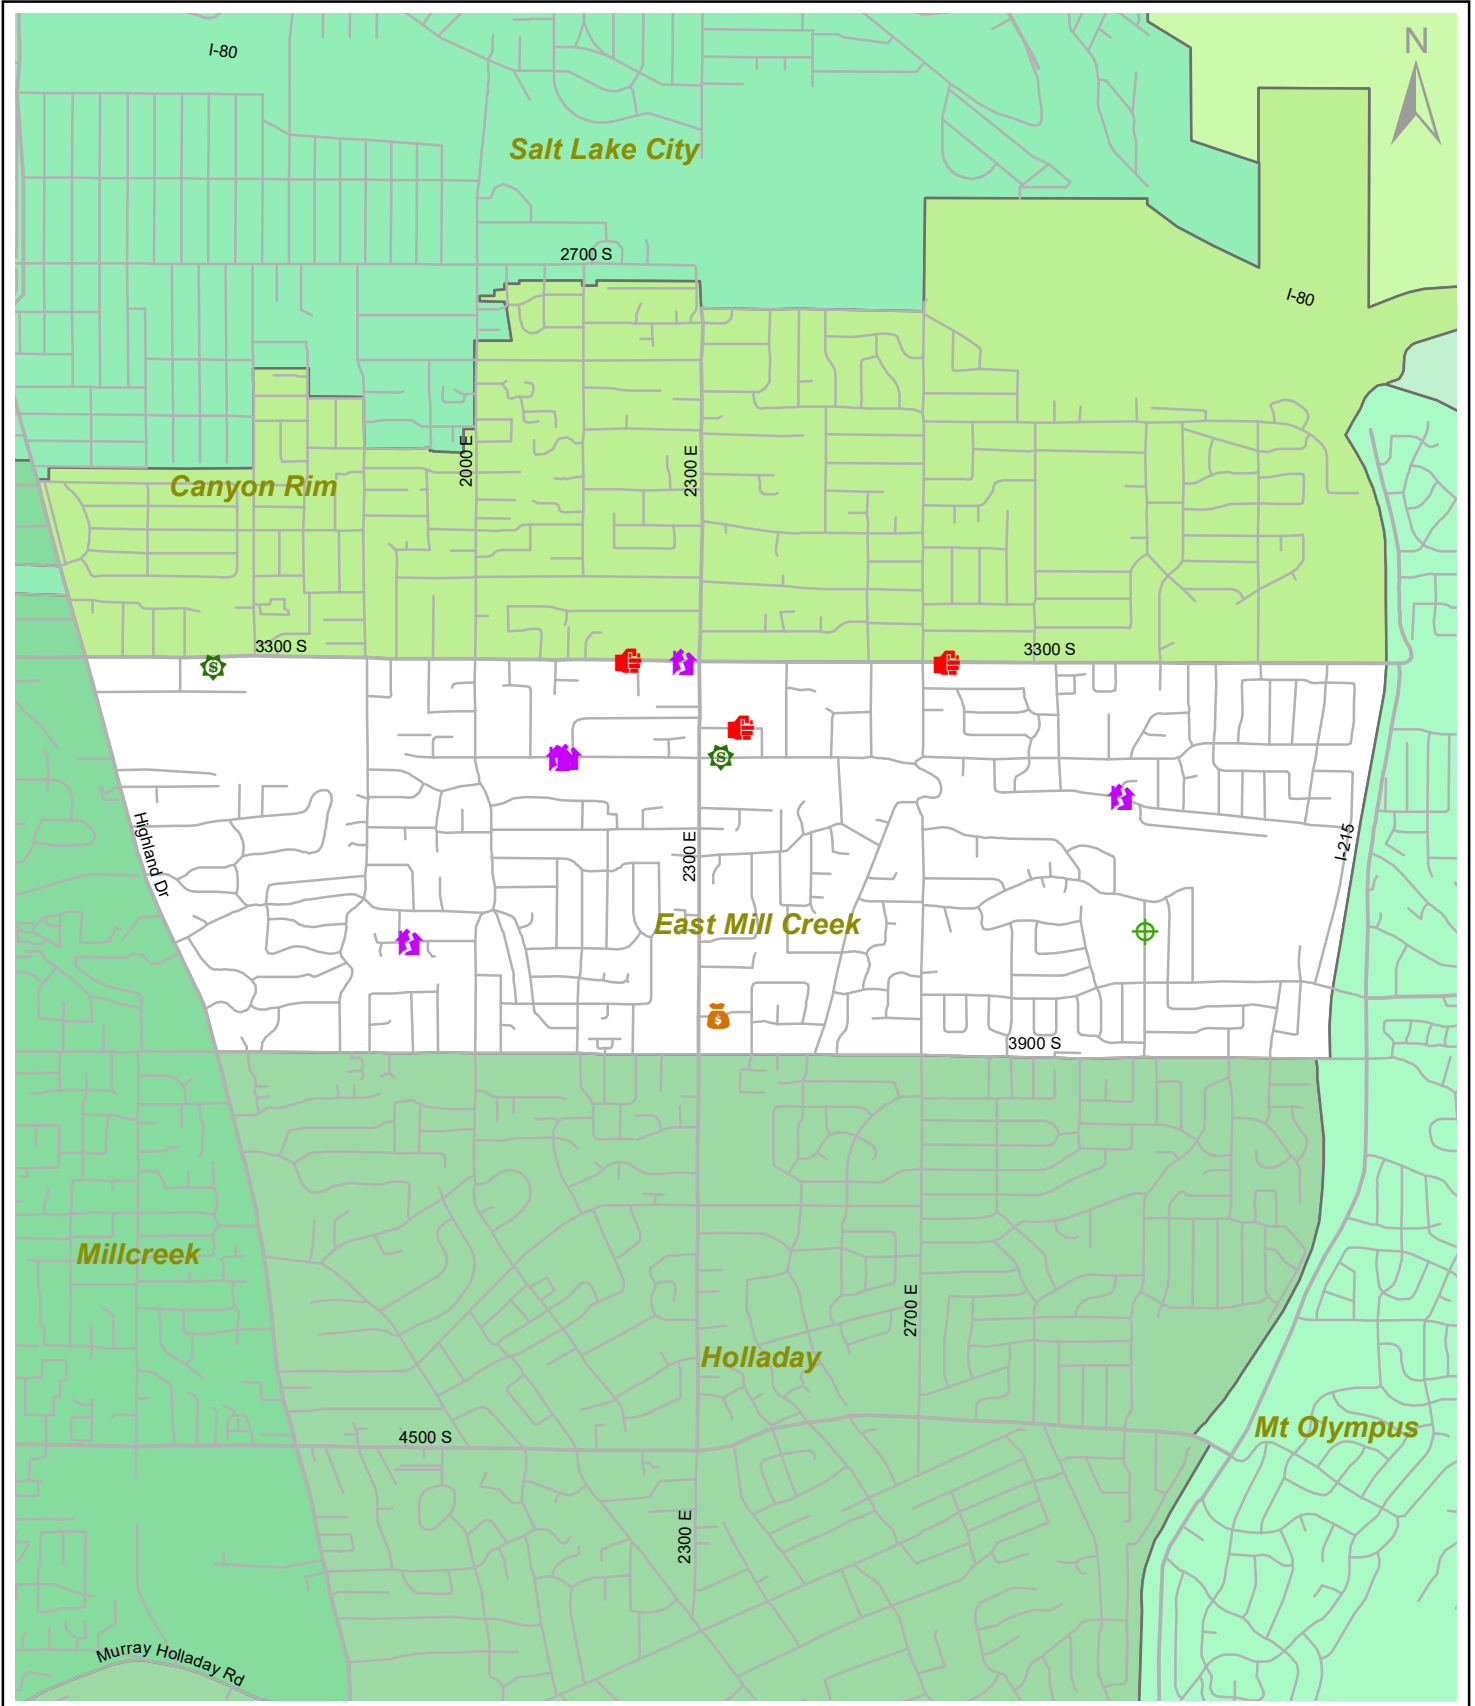 I-80
N
Salt Lake City
2700 S
I-80
2000 E
2300 E
Canyon Rim
3300 S
3300 S
$
S
Highland Dr
2300 E
I-215
East Mill Creek
$
3900 S
Millcreek
2700 E
Holladay
Mt Olympus
4500 S
2300 E
Murray Holladay Rd